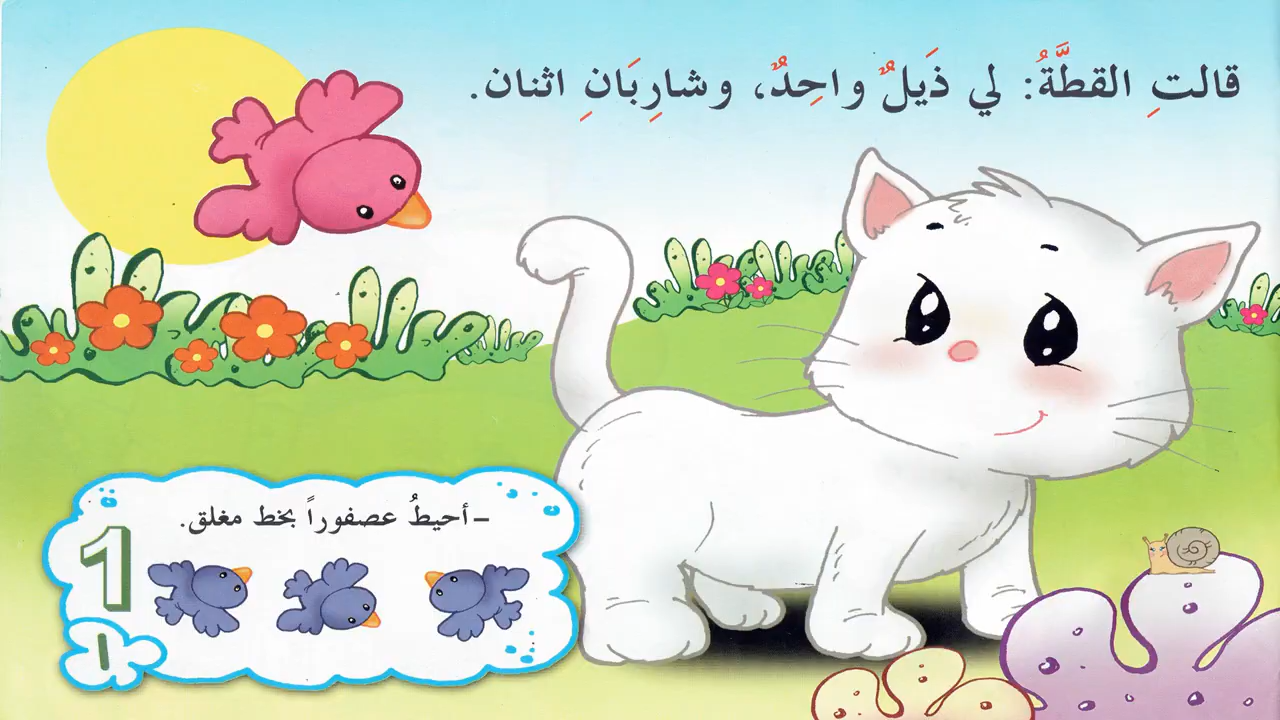 قالتِ القطَّةُ: لي ذَيلٌ واحِدٌ، وشارِبَانِ اثنان.
–أحيطُ عصفوراً بخط مغلق.
1
١